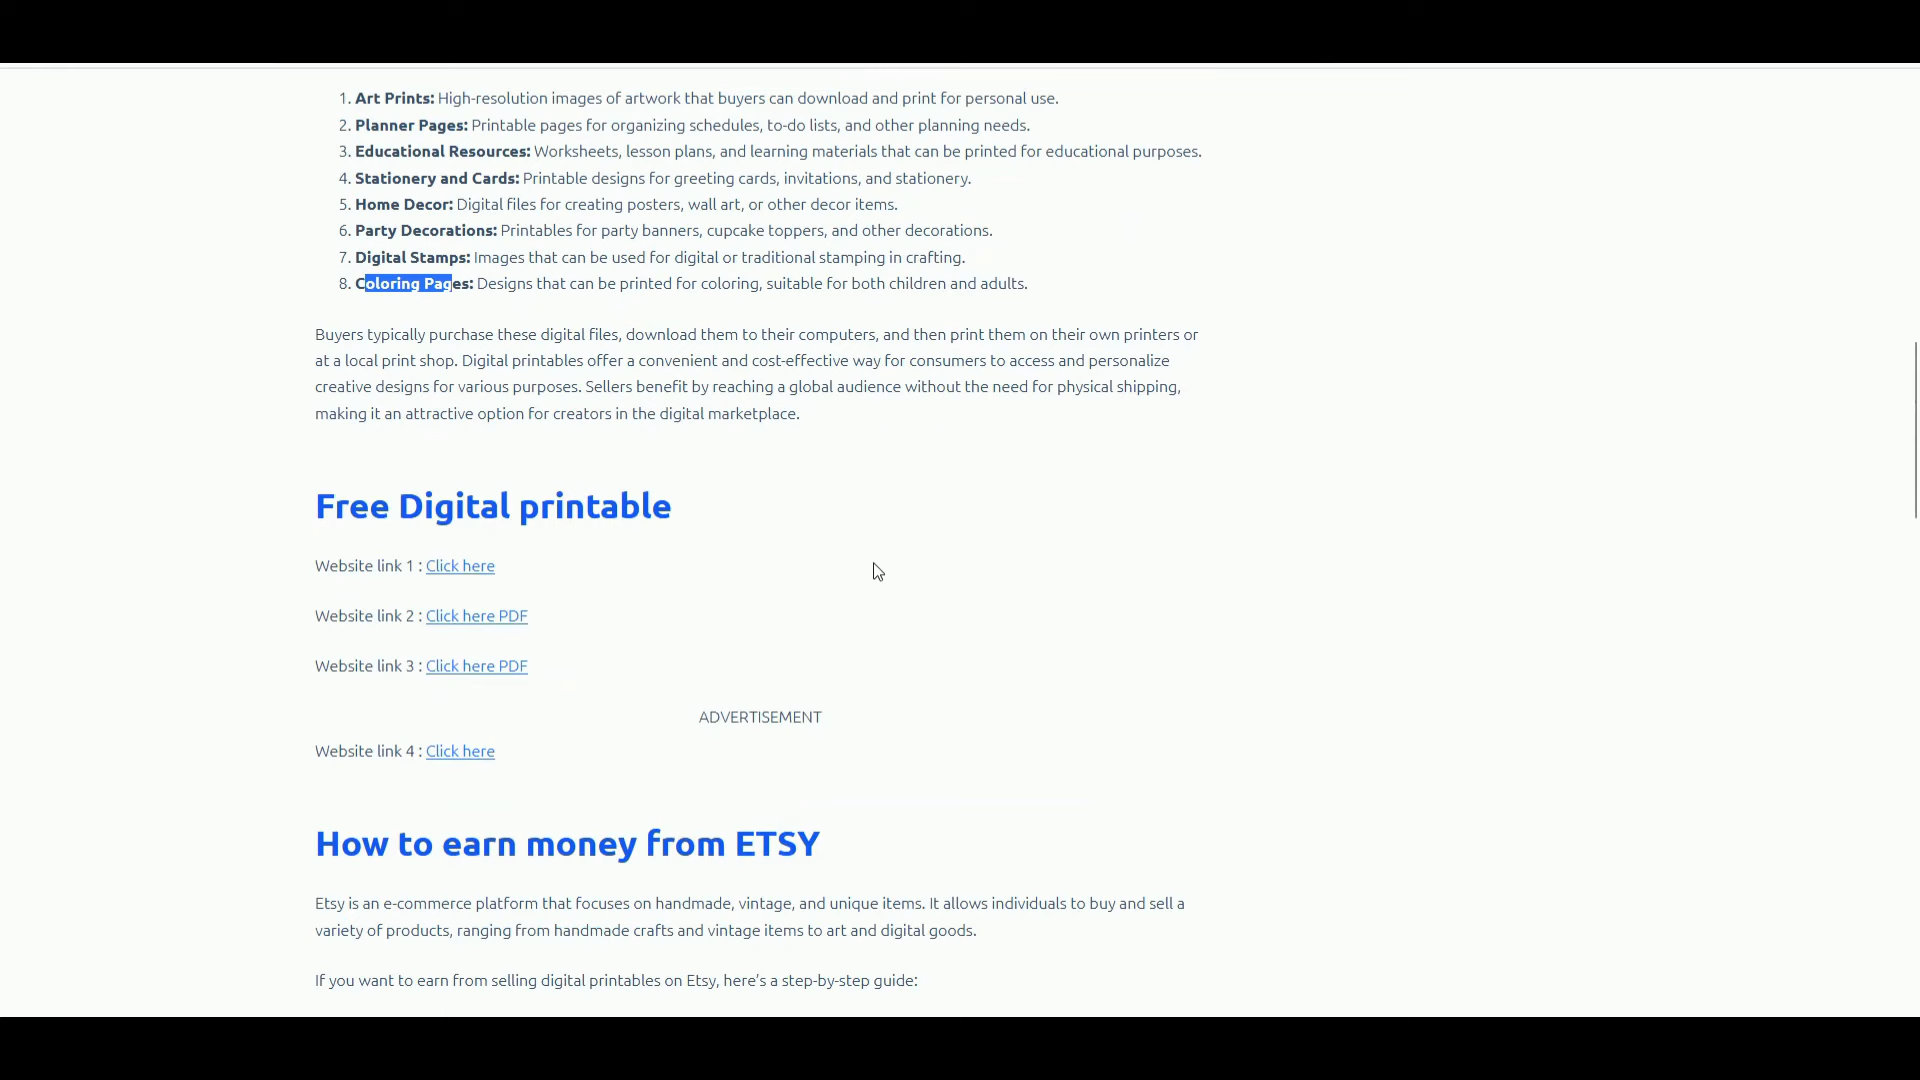 1. Art Prints: High-resolution images of artwork that buyers can download and print for personal use.
2. Planner Pages: Printable pages for organizing schedules, to-do lists, and other planning needs.
3. Educational Resources: Worksheets, lesson plans, and learning materials that can be printed for educational purposes.
4. Stationery and Cards: Printable designs for greeting cards, invitations, and stationery.
5. Home Decor: Digital files for creating posters, wall art, or other decor items.
6. Party Decorations: Printables for party banners, cupcake toppers, and other decorations.
7. Digital Stamps: Images that can be used for digital or traditional stamping in crafting.
8. Coloring Pages: Designs that can be printed for coloring, suitable for both children and adults.
Buyers typically purchase these digital files, download them to their computers, and then print them on their own printers or
at a local print shop. Digital printables offer a convenient and cost-effective way for consumers to access and personalize
creative designs for various purposes. Sellers benefit by reaching a global audience without the need for physical shipping,
making it an attractive option for creators in the digital marketplace.
Free Digital printable
Website link 1 : Click here
Website link 2 : Click here PDF
Website link 3 : Click here PDF
ADVERTISEMENT
Website link 4 : Click here
How to earn money from ETSY
Etsy is an e-commerce platform that focuses on handmade, vintage, and unique items. It allows individuals to buy and sell a
variety of products, ranging from handmade crafts and vintage items to art and digital goods.
If you want to earn from selling digital printables on Etsy, here's a step-by-step guide: